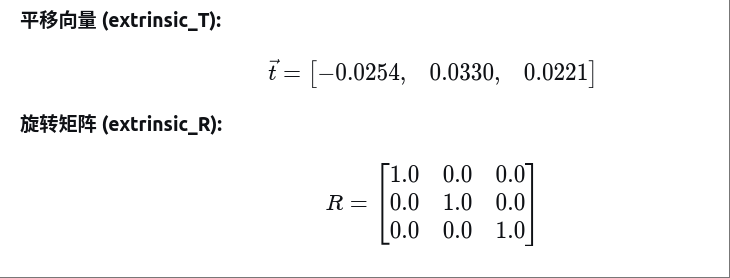 平移向量 (extrinsic_T):
t⃗ = [−0.0254, 0.0330, 0.0221]
旋转矩阵 (extrinsic_R):
R = [1.0 0.0 0.0
0.0 1.0 0.0
0.0 0.0 1.0]